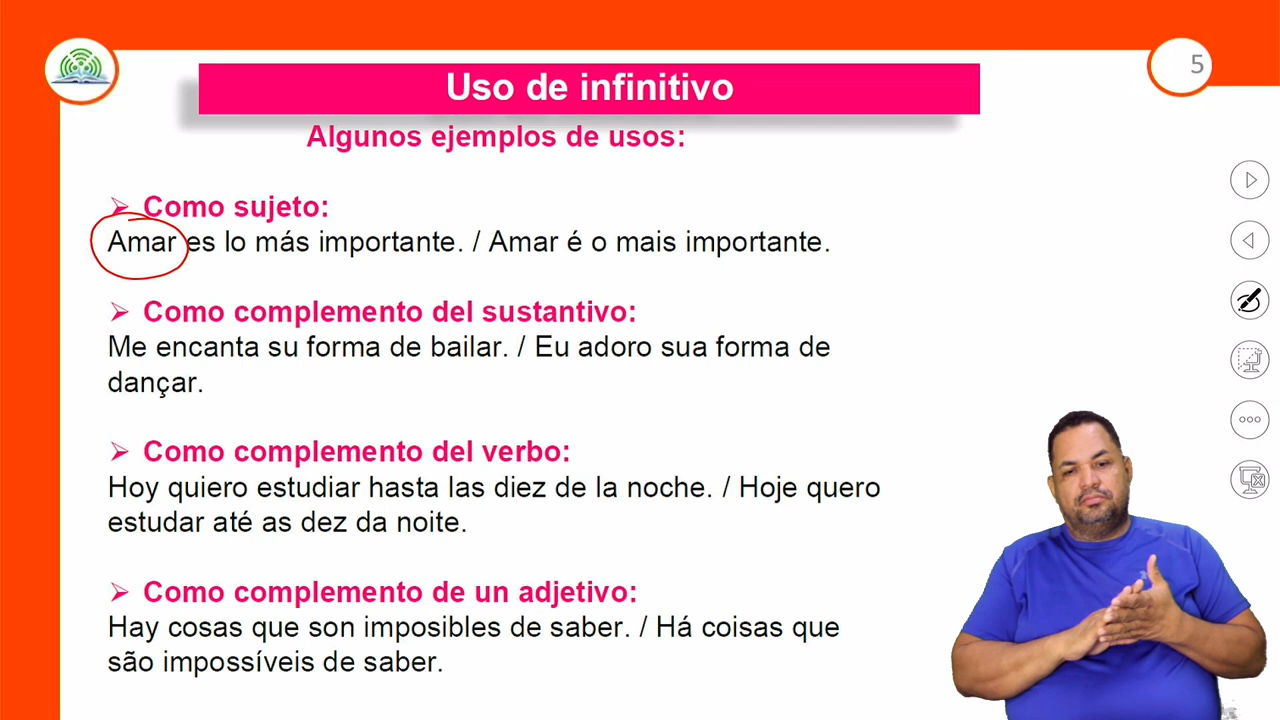 5
Uso de infinitivo
Algunos ejemplos de usos:
Como sujeto:
Amar es lo más importante. / Amar é o mais importante.
Como complemento del sustantivo:
Me encanta su forma de bailar. / Eu adoro sua forma de
dançar.
Como complemento del verbo:
Hoy quiero estudiar hasta las diez de la noche. / Hoje quero
estudar até as dez da noite.
Como complemento de un adjetivo:
Hay cosas que son imposibles de saber. / Há coisas que
são impossíveis de saber.